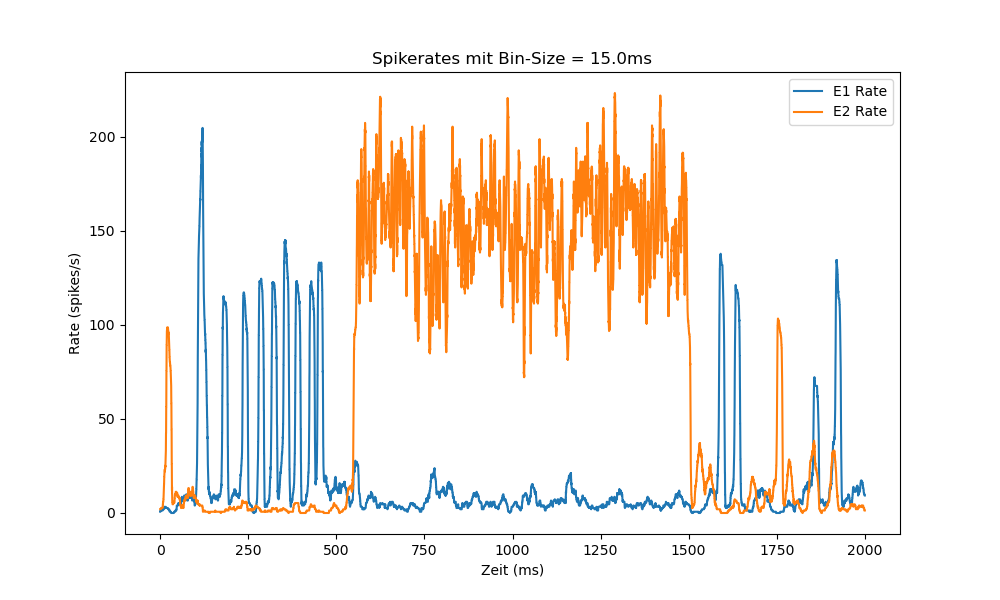 Spikerates mit Bin-Size = 15.0ms
E1 Rate
E2 Rate
Rate (spikes/s)
200
150
100
50
0
0 250 500 750 1000 1250 1500 1750 2000
Zeit (ms)